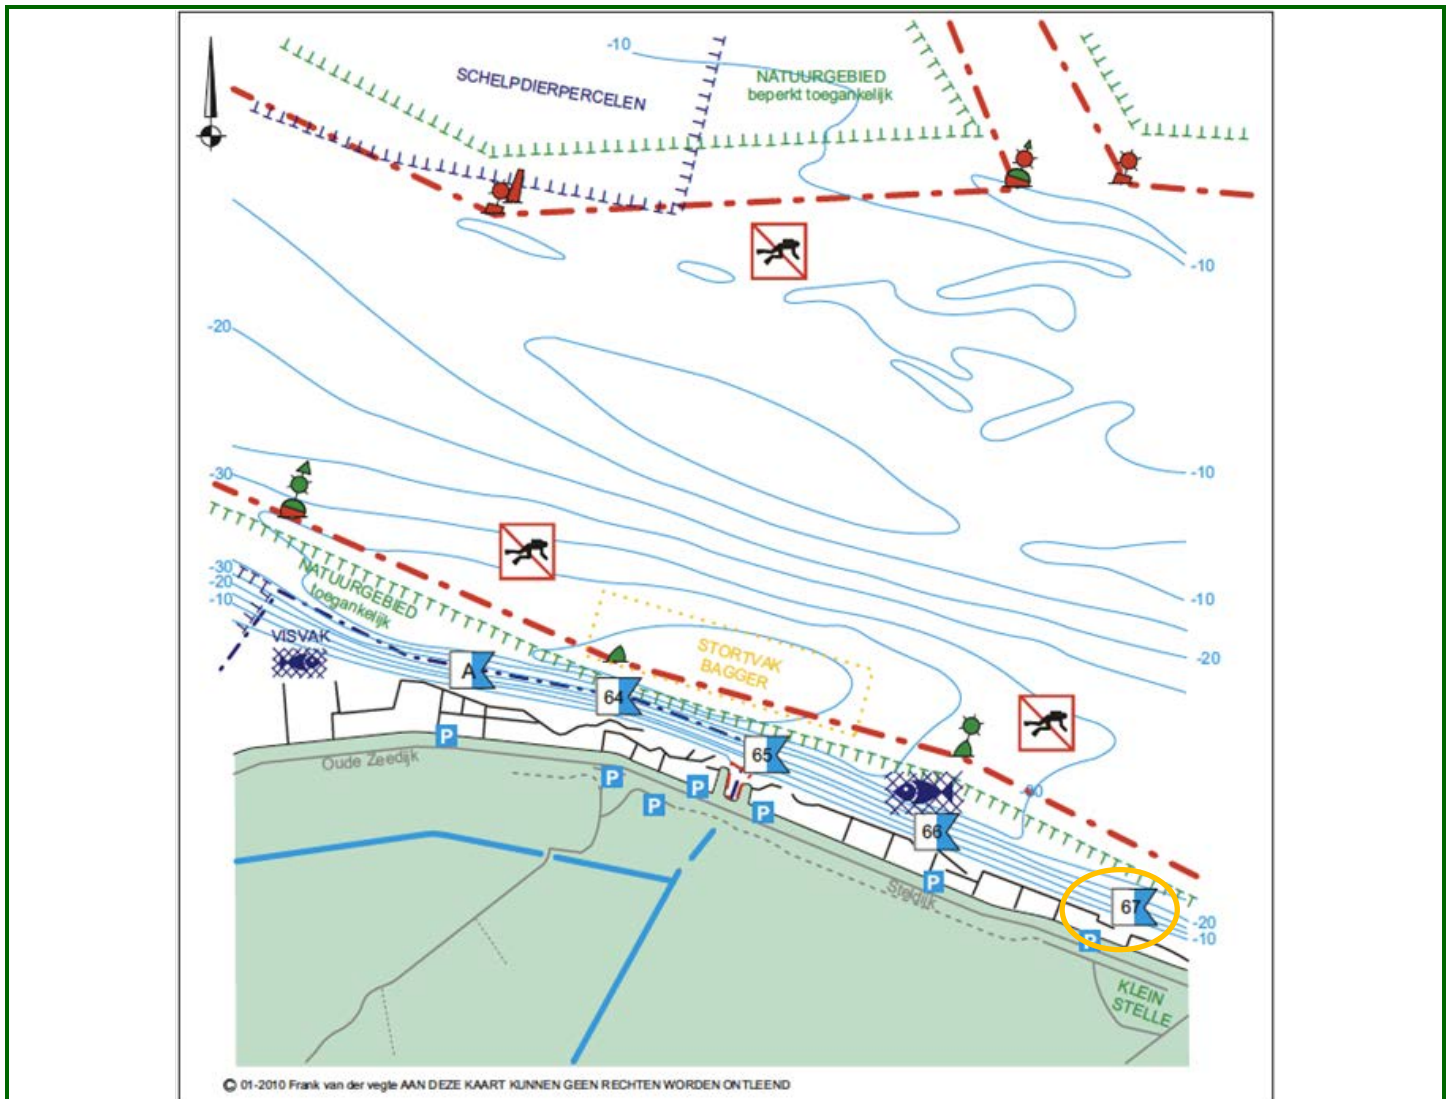 -10
SCHELPDIERPERCELEN
NATUURGEBIED
beperkt toegankelijk
-10
-20
-10
-30
-30
-20
-10
NATUURGEBIED
toegankelijk
-10
VISVAK
STORTVAK
BAGGER
-20
A
64
65
P
Oude Zeedijk
P
P
P
P
66
P
Steldijk
67
-20
-10
P
KLEIN
STELLE
© 01-2010 Frank van der vegte AAN DEZE KAART KUNNEN GEEN RECHTEN WORDEN ONTLEEND